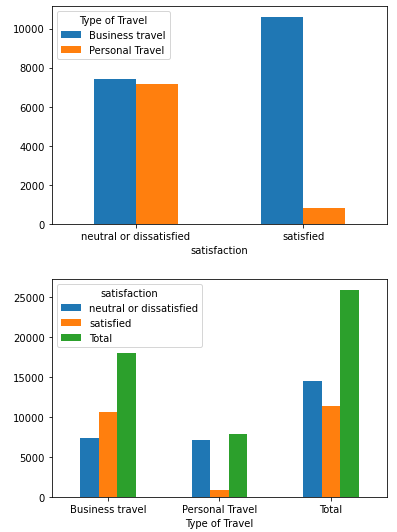 Type of Travel
Business travel
Personal Travel
10000
8000
6000
4000
2000
0
neutral or dissatisfied satisfied
satisfaction
satisfaction
neutral or dissatisfied
satisfied
Total
25000
20000
15000
10000
5000
0
Business travel Personal Travel Total
Type of Travel